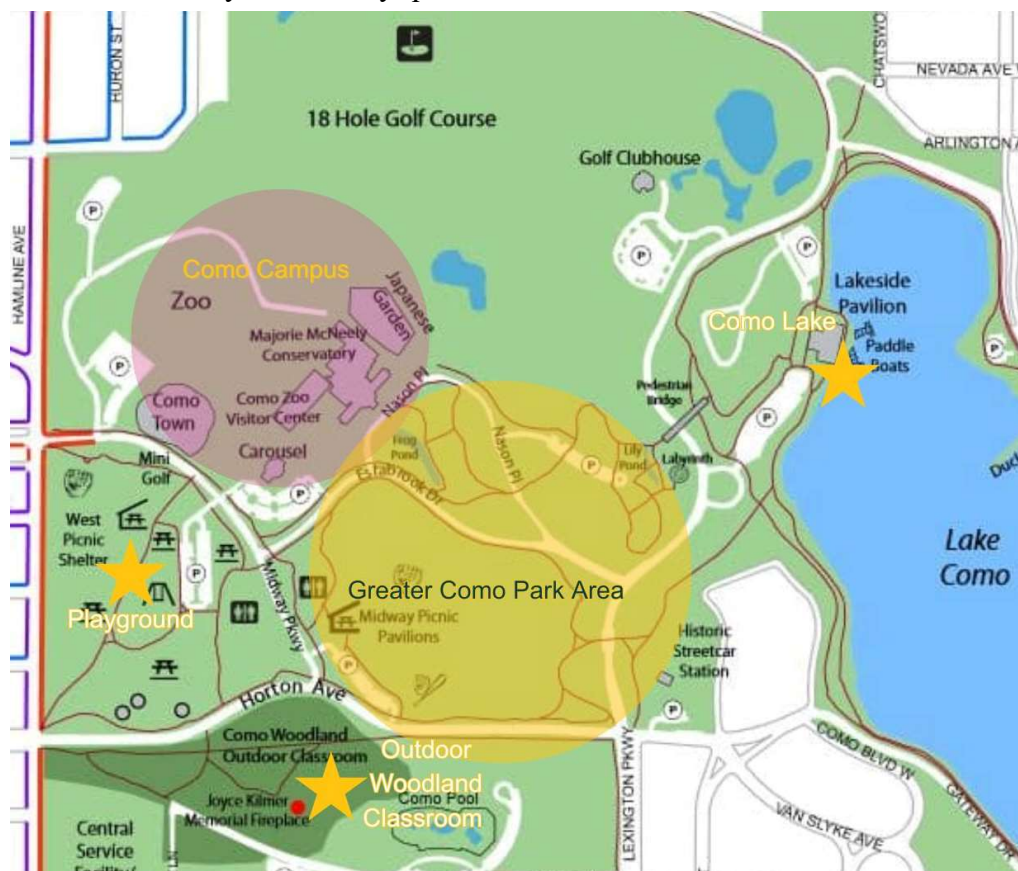 HURON ST
CHATSWO
NEVADA AVE
18 Hole Golf Course
ARLINGTON A
Golf Clubhouse
P
HAMLINE AVE
P
P
Como Campus
Zoo
Japanese
Garden
Lakeside
Pavilion
Como Lake
Majorie McNeely
Conservatory
Paddle
Boats
P
P
Nason Pl
Pedestrian
Bridge
Como
Town
Como Zoo
Visitor Center
P
Carousel
Frog
Pond
Nason Pl
Lily
Pond
Labyrinth
Duck
Mini
Golf
P
P
Estabrook Dr
West
Picnic
Shelter
P
Lake
Como
Midway Pkwy
Greater Como Park Area
Playground
Midway Picnic
Pavilions
Historic
Streetcar
Station
P
Horton Ave
P
Como Woodland
Outdoor Classroom
Outdoor
Woodland
Classroom
COMO BLVD W
LEXINGTON PKWY
Joyce Kilmer
Memorial Fireplace
Como Pool
GATEWAY DR
VAN SLYKE AVE
Central
Service
Facility/
LN